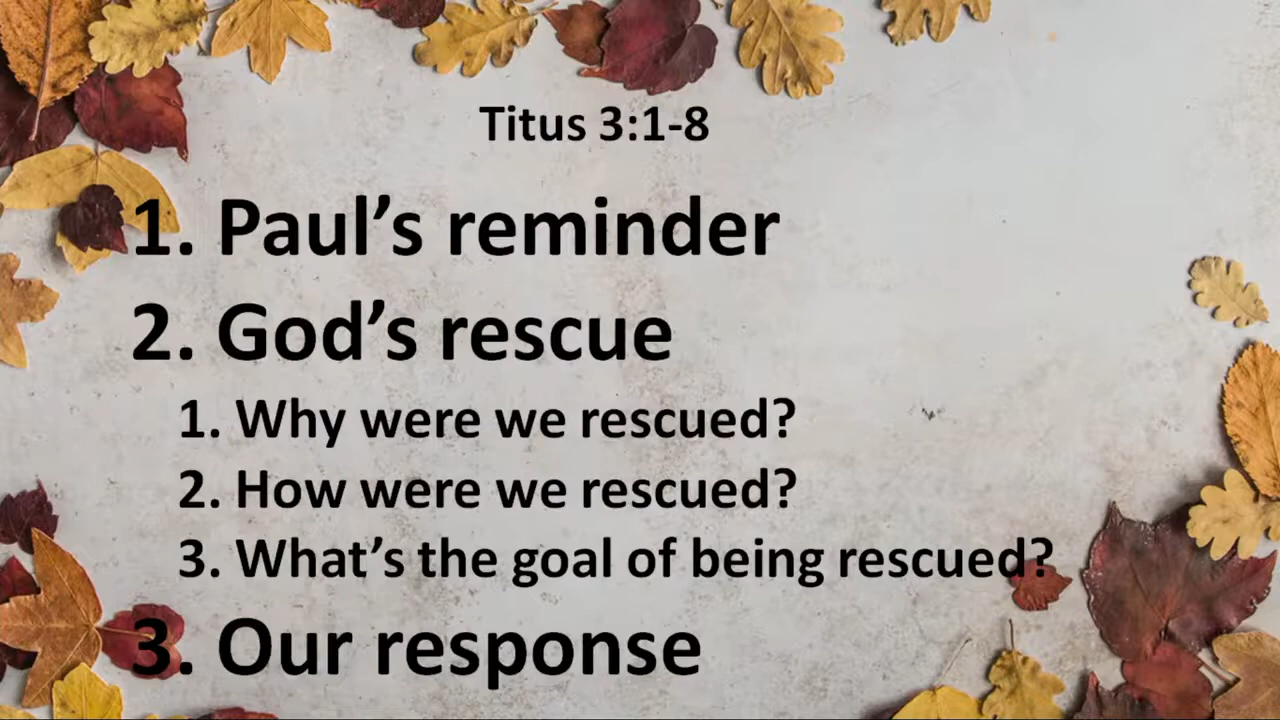 Titus 3:1-8
1. Paul’s reminder
2. God’s rescue
1. Why were we rescued?
2. How were we rescued?
3. What’s the goal of being rescued?
3. Our response